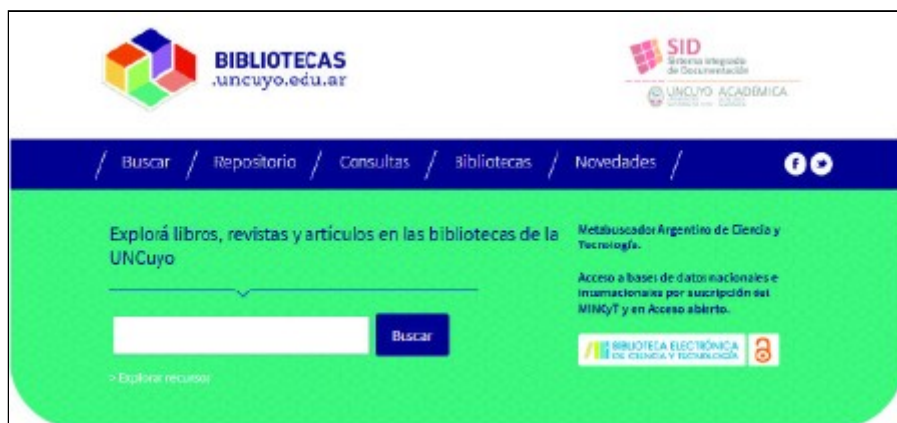 BIBLIOTECAS
.uncuyo.edu.ar
SID
Sistema integrado
de Documentación
UNCUYO ACADÉMICA
/ Buscar / Repositorio / Consultas / Bibliotecas / Novedades /
Explorá libros, revistas y artículos en las bibliotecas de la
UNCuyo
Metabuscador Argentino de Ciencia y
Tecnología.
Acceso a bases de datos nacionales e
internacionales por suscripción del
MINCyT y en Acceso abierto.
Buscar
BIBLIOTECA ELECTRÓNICA
DE CIENCIA Y TECNOLOGÍA
> Explorar recursos